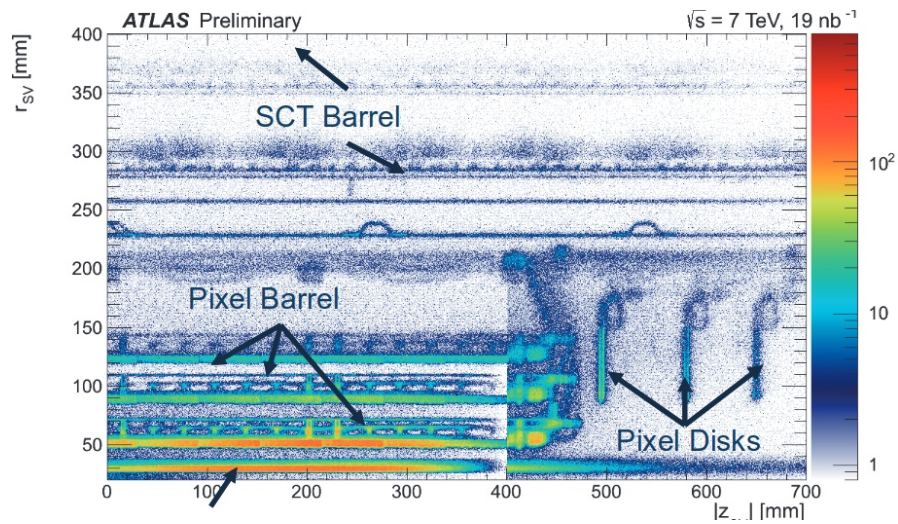 ATLAS Preliminary
√s = 7 TeV, 19 nb⁻¹
r_SV [mm]
400
350
300
250
200
150
100
50
SCT Barrel
Pixel Barrel
Pixel Disks
10²
10
1
0
100
200
300
400
500
600
700
[mm]